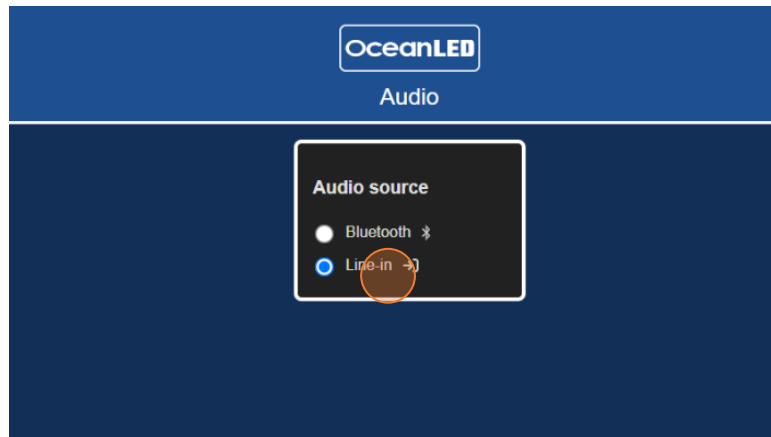 OceanLED
Audio
Audio source
Bluetooth
Line-in